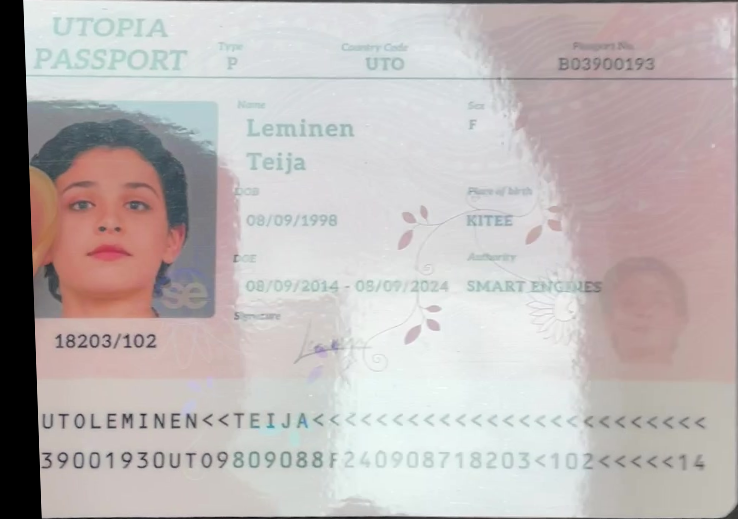 UTOPIA
PASSPORT
Type
P
Country Code
UTO
Passport No.
B03900193
Name
Leminen
Teija
Sex
F
DOB
08/09/1998
Place of birth
KITEE
DOE
08/09/2014 - 08/09/2024
Authority
SMART ENGINES
Signature
se
18203/102
UTOLEMINEN<<TEIJA<<<<<<<<<<<<<<<<<<<<<<<<<
39001930UTO9809088F240908718203<102<<<<<14